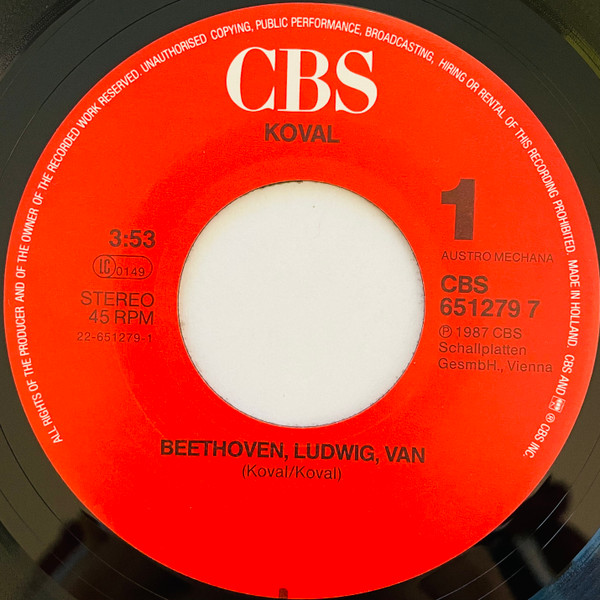 ALL RIGHTS OF THE PRODUCER AND OF THE OWNER OF THE RECORDED WORK RESERVED. UNAUTHORISED COPYING, PUBLIC PERFORMANCE, BROADCASTING, HIRING OR RENTAL OF THIS RECORDING PROHIBITED. MADE IN HOLLAND. CBS AND ® CBS INC.
CBS
KOVAL
3:53
LC 0149
STEREO
45 RPM
22-651279-1
1
AUSTRO MECHANA
CBS
651279 7
℗ 1987 CBS
Schallplatten
GesmbH., Vienna
BEETHOVEN, LUDWIG, VAN
(Koval/Koval)